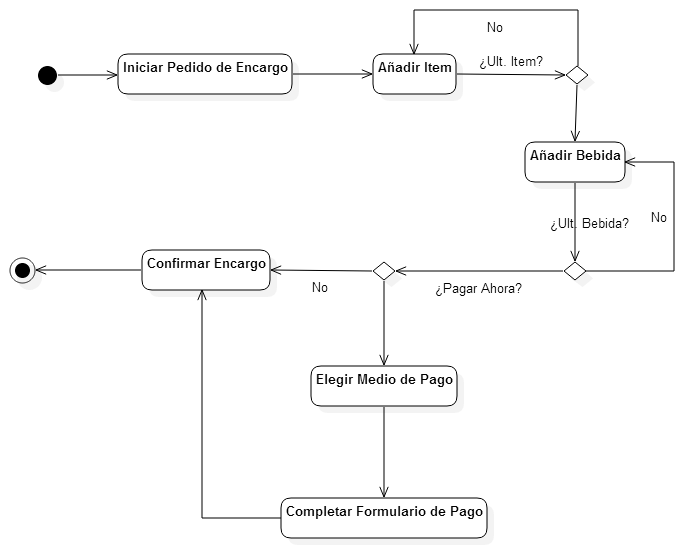 No
Iniciar Pedido de Encargo
Añadir Item
¿Ult. Item?
Añadir Bebida
¿Ult. Bebida?
No
Confirmar Encargo
No
¿Pagar Ahora?
Elegir Medio de Pago
Completar Formulario de Pago